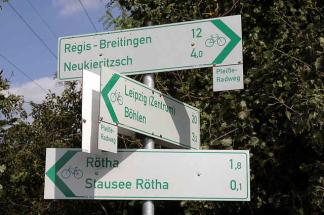 Regis-Breitingen 12
Neukieritzsch 4,0
Pleiße-
Radweg
Leipzig (Zentrum) 20
Böhlen
Pleiße-
Radweg
Rötha 1,8
Stausee Rötha 0,1